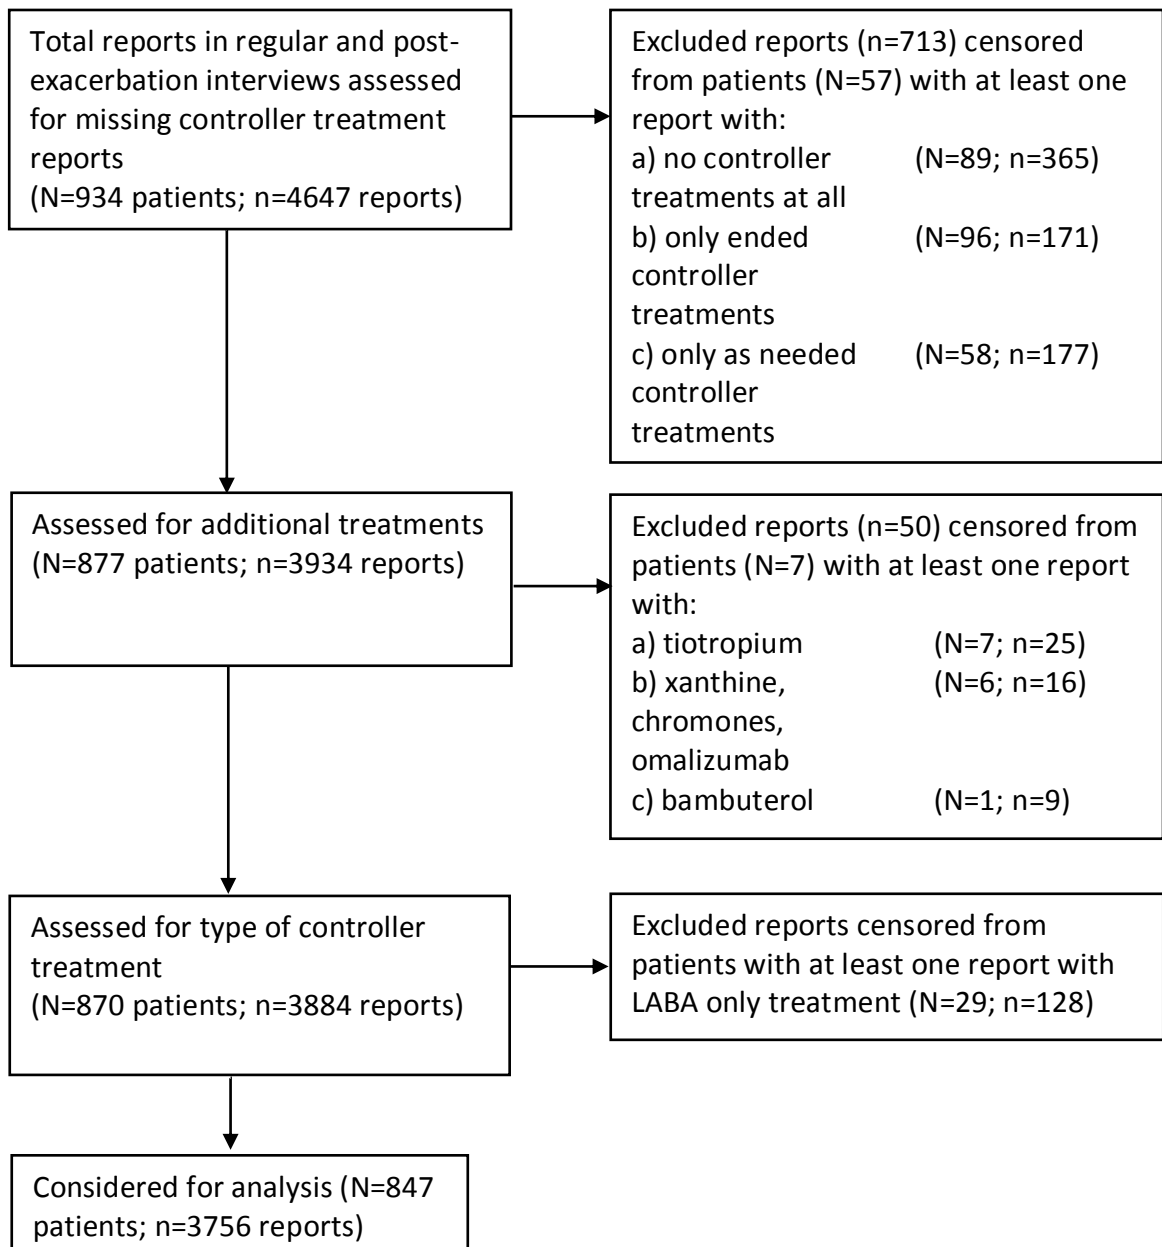 Total reports in regular and post-
exacerbation interviews assessed
for missing controller treatment
reports
(N=934 patients; n=4647 reports)
Excluded reports (n=713) censored
from patients (N=57) with at least one
report with:
a) no controller (N=89; n=365)
treatments at all
b) only ended (N=96; n=171)
controller
treatments
c) only as needed (N=58; n=177)
controller
treatments
Assessed for additional treatments
(N=877 patients; n=3934 reports)
Excluded reports (n=50) censored from
patients (N=7) with at least one report
with:
a) tiotropium (N=7; n=25)
b) xanthine, (N=6; n=16)
chromones,
omalizumab
c) bambuterol (N=1; n=9)
Assessed for type of controller
treatment
(N=870 patients; n=3884 reports)
Excluded reports censored from
patients with at least one report with
LABA only treatment (N=29; n=128)
Considered for analysis (N=847
patients; n=3756 reports)